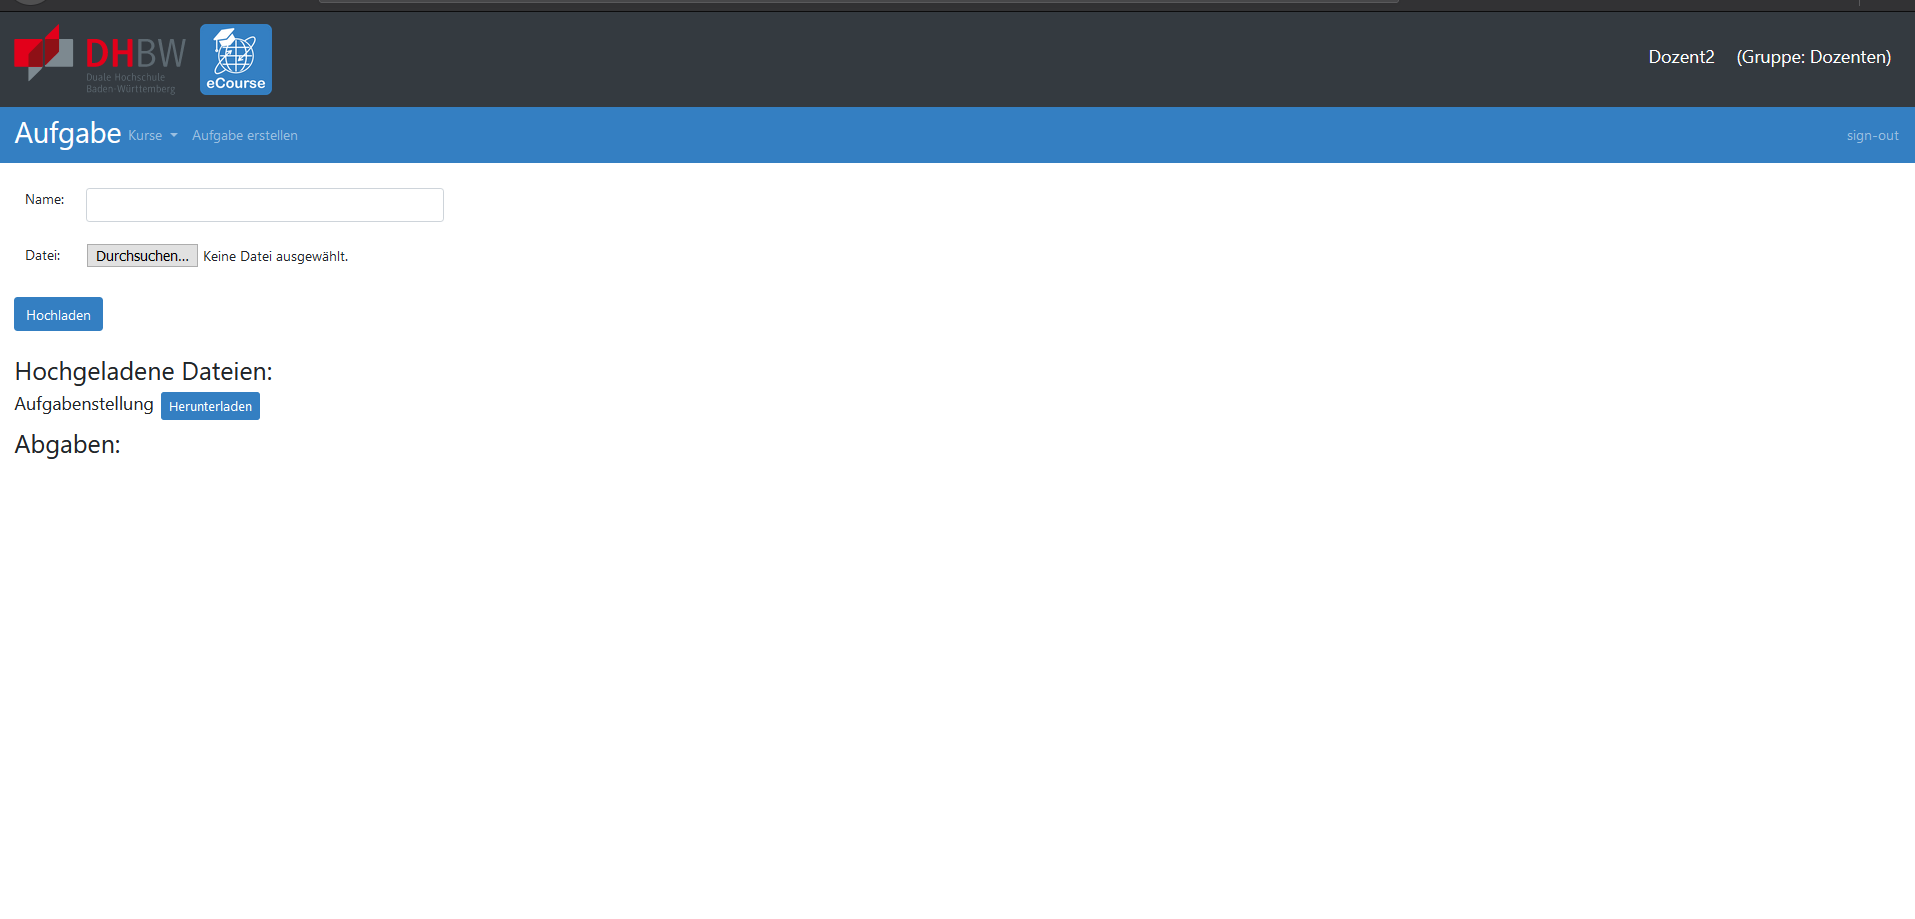 DHBW
Duale Hochschule
Baden-Württemberg
eCourse
Dozent2 (Gruppe: Dozenten)
Aufgabe Kurse Aufgabe erstellen sign-out
Name:
Datei: Durchsuchen... Keine Datei ausgewählt.
Hochladen
Hochgeladene Dateien:
Aufgabenstellung Herunterladen
Abgaben: